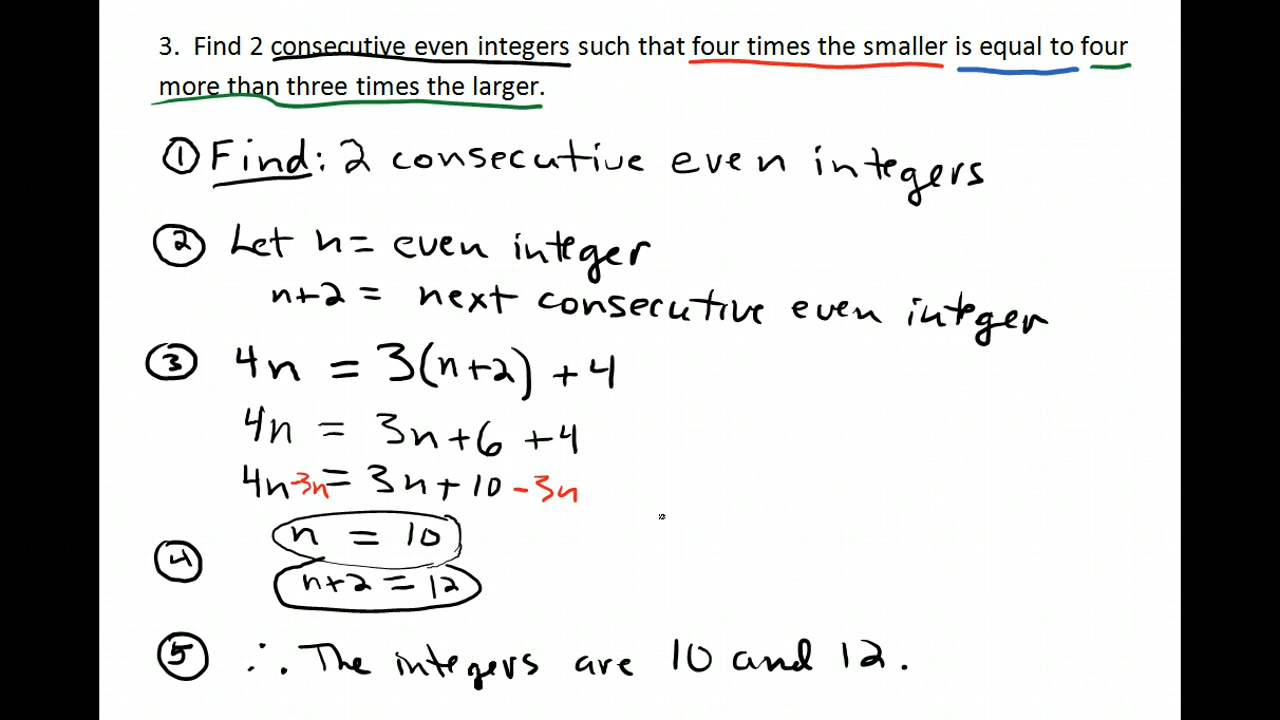 3. Find 2 consecutive even integers such that four times the smaller is equal to four
more than three times the larger.
① Find: 2 consecutive even integers
② Let n = even integer
n+2 = next consecutive even integer
③ 4n = 3(n+2) + 4
4n = 3n + 6 + 4
4n -3n = 3n + 10 - 3n
n = 10
④
n+2 = 12
⑤ ∴ The integers are 10 and 12.